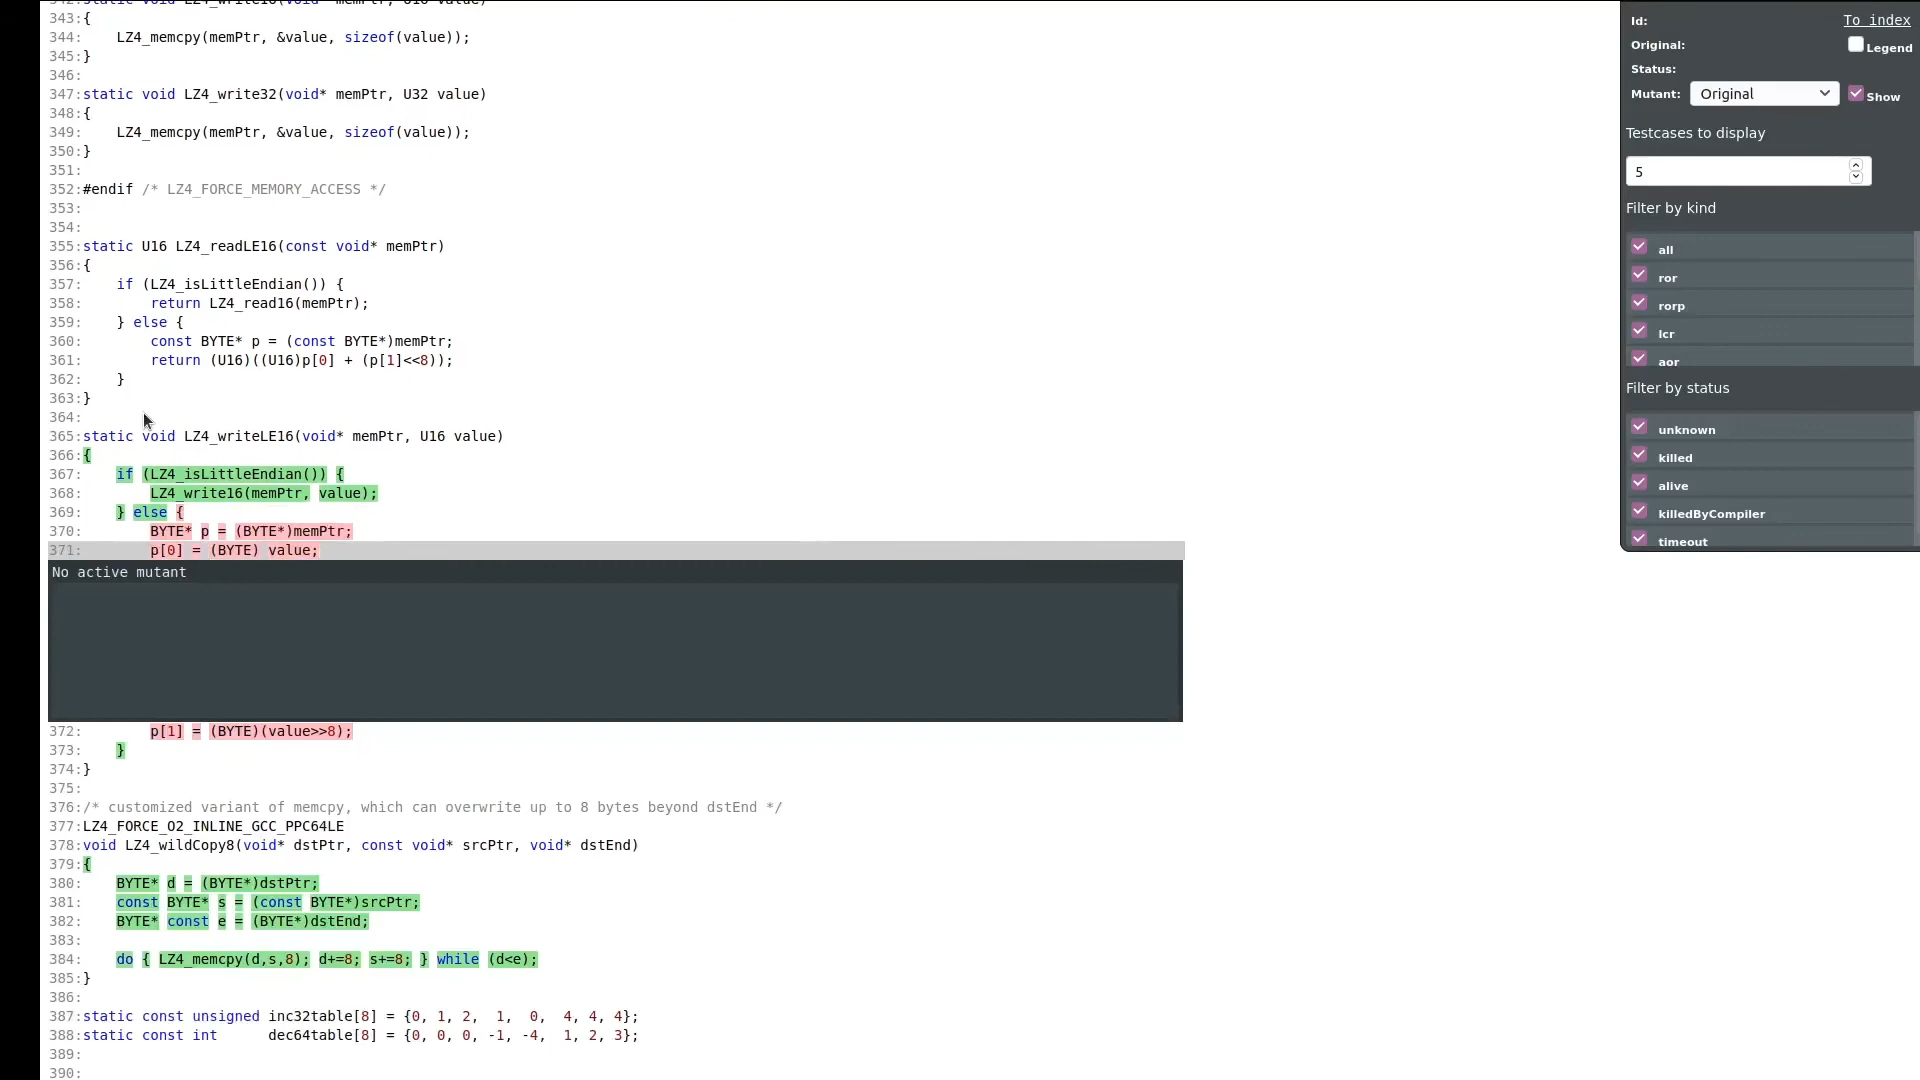 342:static void LZ4_write16(void* memPtr, U16 value)
343:{
344:    LZ4_memcpy(memPtr, &value, sizeof(value));
345:}
346:
347:static void LZ4_write32(void* memPtr, U32 value)
348:{
349:    LZ4_memcpy(memPtr, &value, sizeof(value));
350:}
351:
352:#endif /* LZ4_FORCE_MEMORY_ACCESS */
353:
354:
355:static U16 LZ4_readLE16(const void* memPtr)
356:{
357:    if (LZ4_isLittleEndian()) {
358:        return LZ4_read16(memPtr);
359:    } else {
360:        const BYTE* p = (const BYTE*)memPtr;
361:        return (U16)((U16)p[0] + (p[1]<<8));
362:    }
363:}
364:
365:static void LZ4_writeLE16(void* memPtr, U16 value)
366:{
367:    if (LZ4_isLittleEndian()) {
368:        LZ4_write16(memPtr, value);
369:    } else {
370:        BYTE* p = (BYTE*)memPtr;
371:        p[0] = (BYTE) value;
No active mutant
372:        p[1] = (BYTE)(value>>8);
373:    }
374:}
375:
376:/* customized variant of memcpy, which can overwrite up to 8 bytes beyond dstEnd */
377:LZ4_FORCE_O2_INLINE_GCC_PPC64LE
378:void LZ4_wildCopy8(void* dstPtr, const void* srcPtr, void* dstEnd)
379:{
380:    BYTE* d = (BYTE*)dstPtr;
381:    const BYTE* s = (const BYTE*)srcPtr;
382:    BYTE* const e = (BYTE*)dstEnd;
383:
384:    do { LZ4_memcpy(d,s,8); d+=8; s+=8; } while (d<e);
385:}
386:
387:static const unsigned inc32table[8] = {0, 1, 2,  1,  0,  4, 4, 4};
388:static const int      dec64table[8] = {0, 0, 0, -1, -4,  1, 2, 3};
389:
390:
Id:
To index
Original:
Legend
Status:
Mutant:
Original
Show
Testcases to display
5
Filter by kind
all
ror
rorp
lcr
aor
Filter by status
unknown
killed
alive
killedByCompiler
timeout